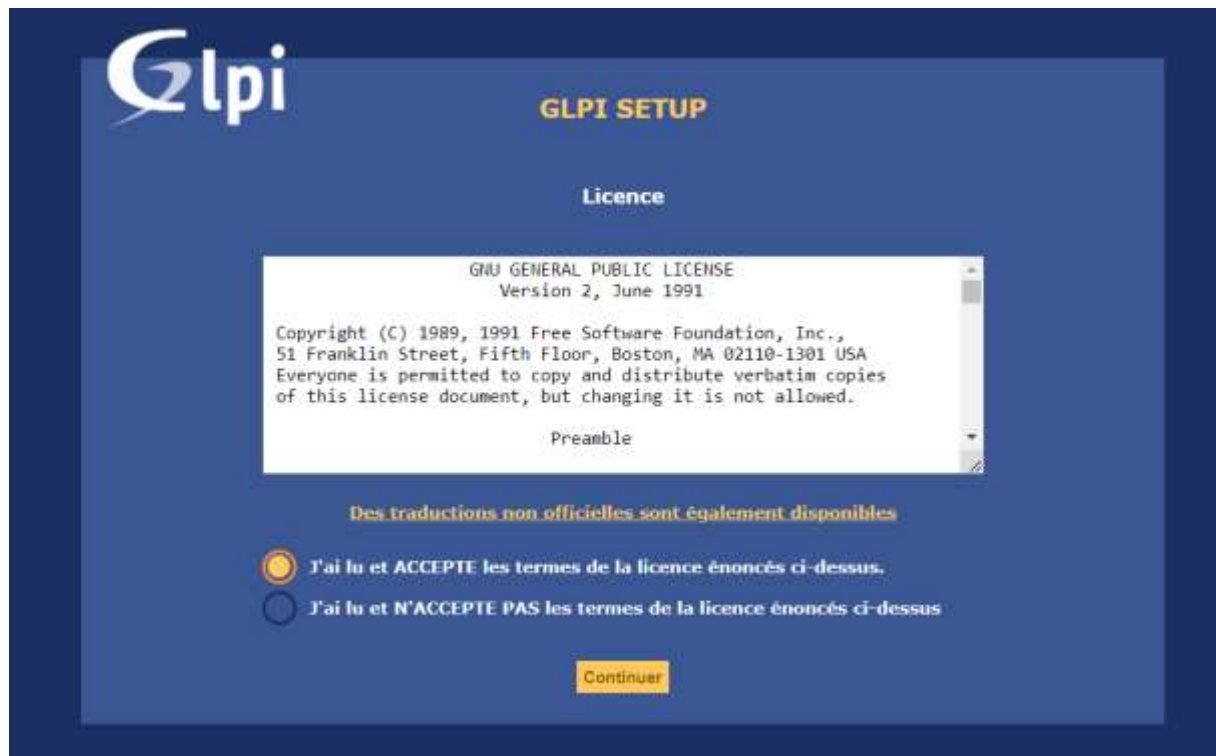 Glpi
GLPI SETUP
Licence
GNU GENERAL PUBLIC LICENSE
Version 2, June 1991
Copyright (C) 1989, 1991 Free Software Foundation, Inc.,
51 Franklin Street, Fifth Floor, Boston, MA 02110-1301 USA
Everyone is permitted to copy and distribute verbatim copies
of this license document, but changing it is not allowed.
Preamble
Des traductions non officielles sont également disponibles
J'ai lu et ACCEPTE les termes de la licence énoncés ci-dessus.
J'ai lu et N'ACCEPTE PAS les termes de la licence énoncés ci-dessus
Continuer